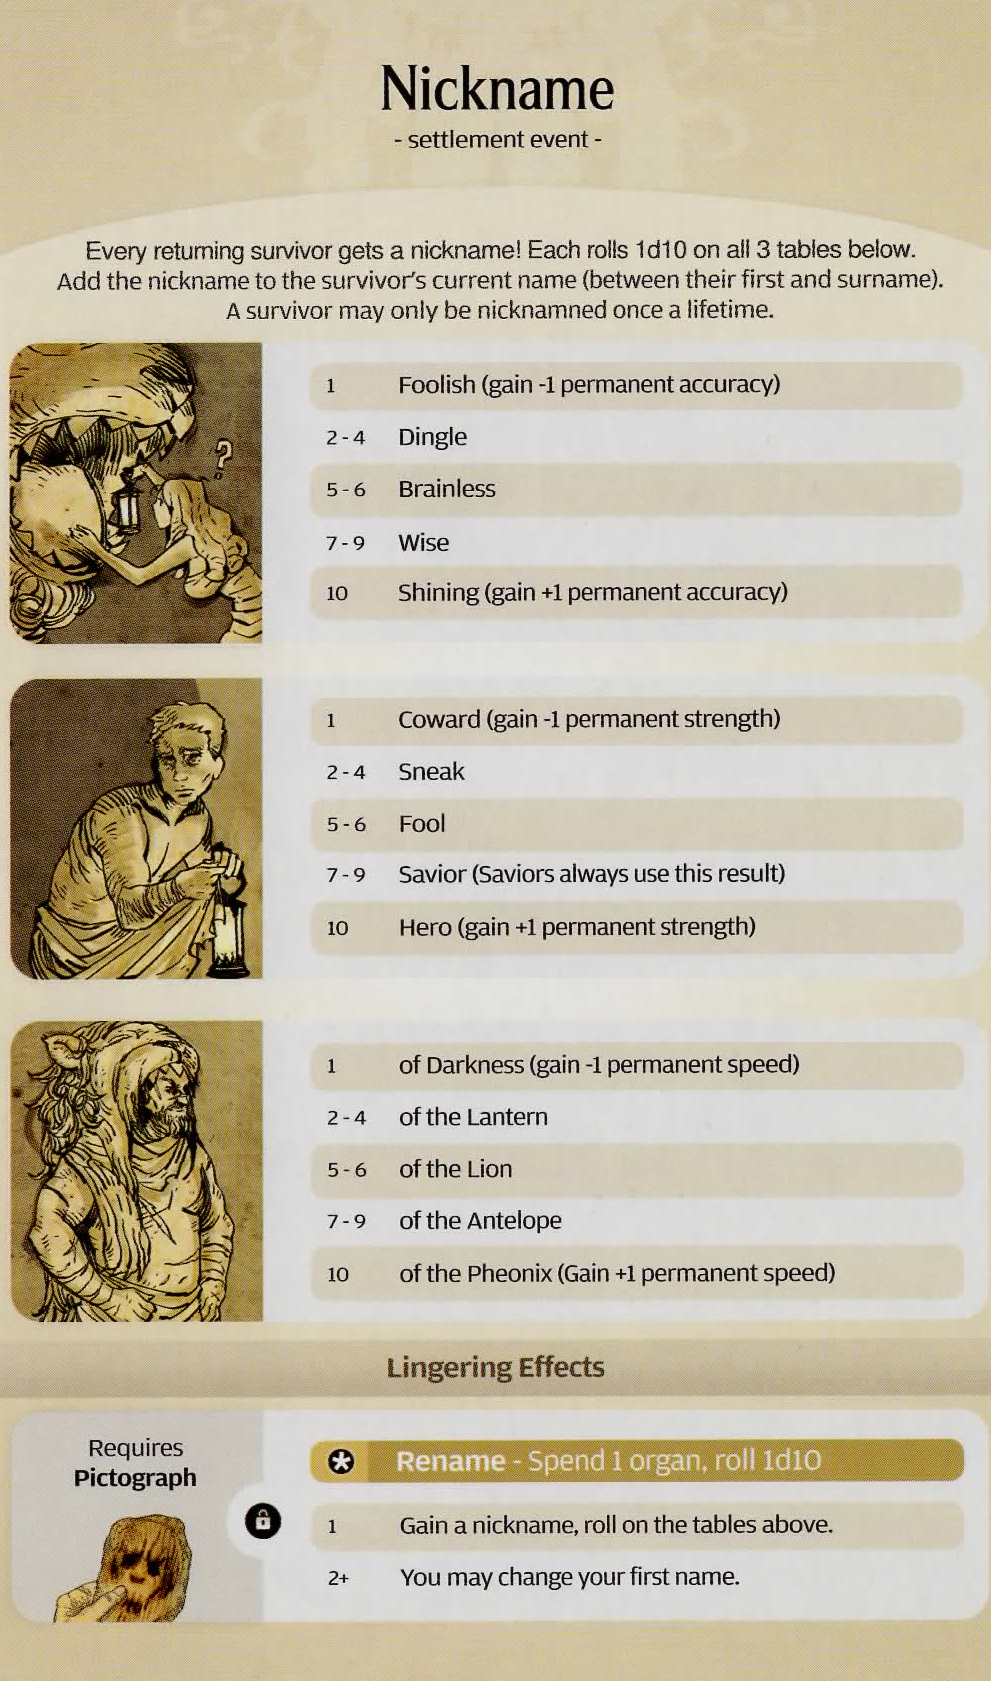 Nickname
- settlement event -
Every returning survivor gets a nickname! Each rolls 1d10 on all 3 tables below.
Add the nickname to the survivor's current name (between their first and surname).
A survivor may only be nicknamned once a lifetime.
?
1 Foolish (gain -1 permanent accuracy)
2 - 4 Dingle
5 - 6 Brainless
7 - 9 Wise
10 Shining (gain +1 permanent accuracy)
1 Coward (gain -1 permanent strength)
2 - 4 Sneak
5 - 6 Fool
7 - 9 Savior (Saviors always use this result)
10 Hero (gain +1 permanent strength)
1 of Darkness (gain -1 permanent speed)
2 - 4 of the Lantern
5 - 6 of the Lion
7 - 9 of the Antelope
10 of the Pheonix (Gain +1 permanent speed)
Lingering Effects
Requires
Pictograph
Rename - Spend 1 organ, roll 1d10
1 Gain a nickname, roll on the tables above.
2+ You may change your first name.